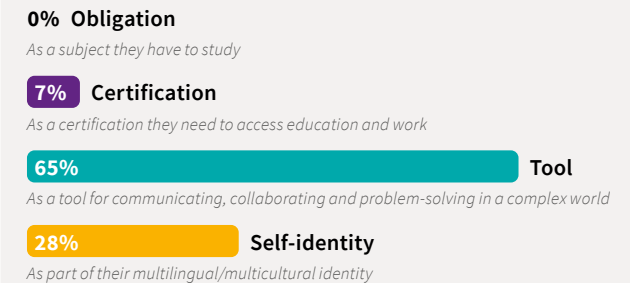 0% Obligation
As a subject they have to study
7% Certification
As a certification they need to access education and work
65% Tool
As a tool for communicating, collaborating and problem-solving in a complex world
28% Self-identity
As part of their multilingual/multicultural identity